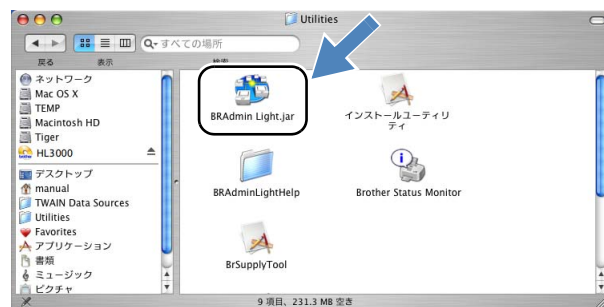 Utilities
すべての場所
戻る
表示
検索
ネットワーク
Mac OS X
TEMP
Macintosh HD
Tiger
HL3000
デスクトップ
manual
TWAIN Data Sources
Utilities
Favorites
アプリケーション
書類
ミュージック
ピクチャ
BRAdmin Light.jar
インストールユーティリ
ティ
BRAdminLightHelp
Brother Status Monitor
BrSupplyTool
9 項目、231.3 MB 空き